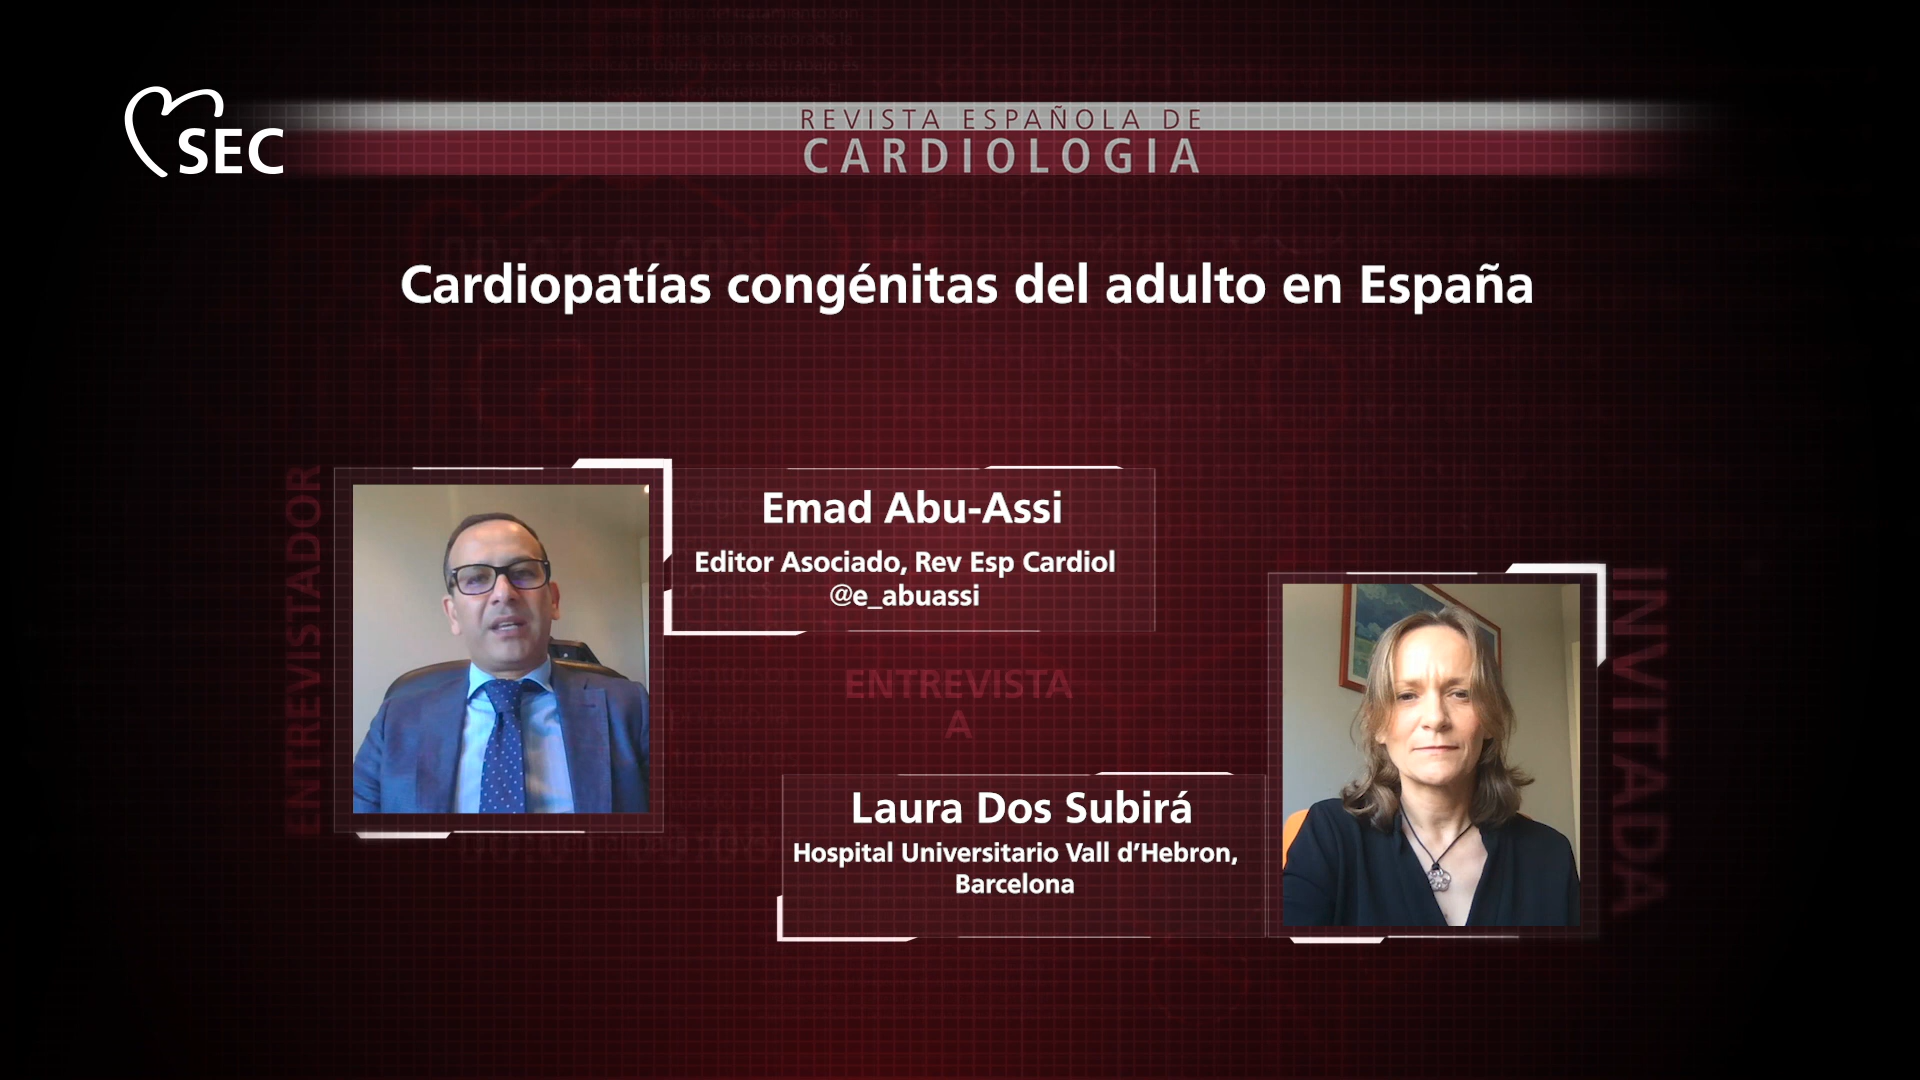 SEC
REVISTA ESPAÑOLA DE
CARDIOLOGIA
Cardiopatías congénitas del adulto en España
ENTREVISTADOR
Emad Abu-Assi
Editor Asociado, Rev Esp Cardiol
@e_abuassi
ENTREVISTA
A
Laura Dos Subirá
Hospital Universitario Vall d’Hebron,
Barcelona
INVITADA